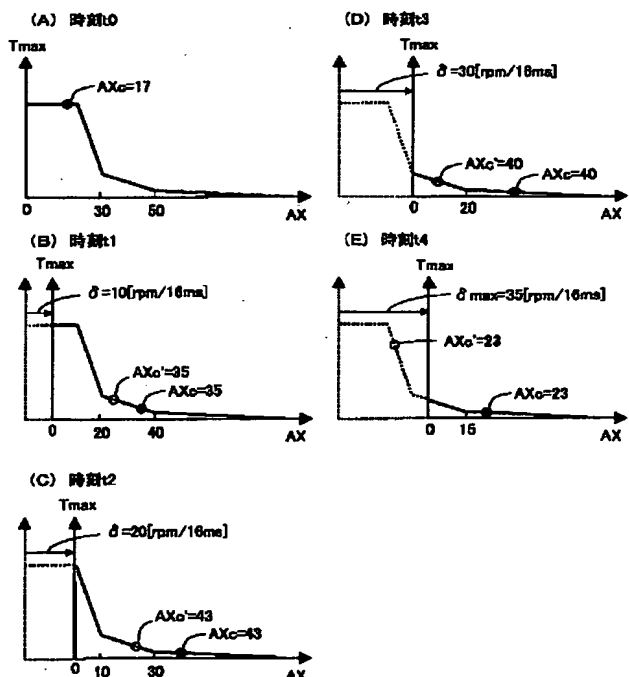 (A) 時刻t0
Tmax
AXc=17
0
30
50
AX
(B) 時刻t1
Tmax
δ=10[rpm/16ms]
AXc'=35
AXc=35
20
40
AX
(C) 時刻t2
Tmax
δ=20[rpm/16ms]
AXc'=43
AXc=43
0
10
30
AX
(D) 時刻t3
Tmax
δ=30[rpm/16ms]
AXc'=40
AXc=40
0
20
AX
(E) 時刻t4
Tmax
δmax=35[rpm/16ms]
AXc'=23
AXc=23
0
15
AX